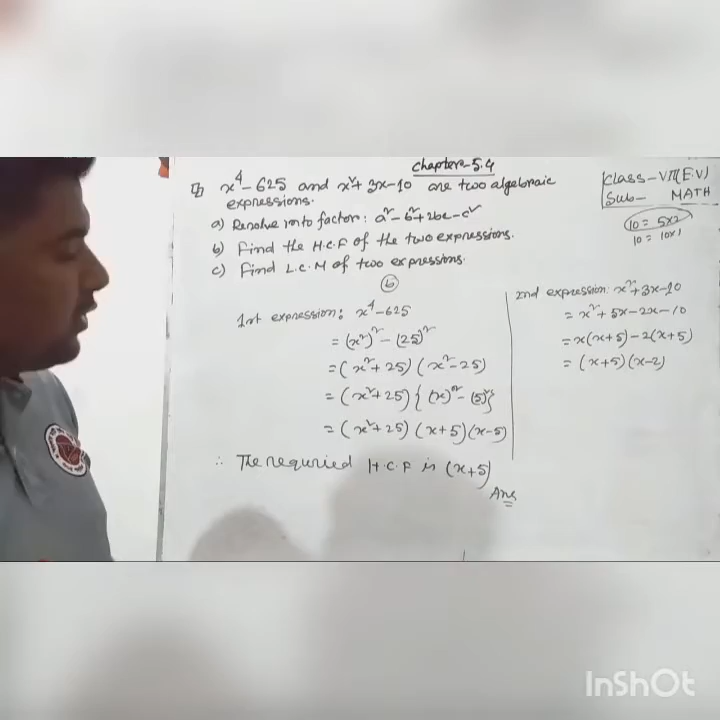 Chapter-5.4
x⁴-625 and x²+3x-10 are two algebraic
expressions.
a) Resolve into factor: a²-b²+2bc-c²
b) Find the H.C.F of the two expressions.
c) Find L.C.M of two expressions.
Class-VII(E.V)
Sub- MATH
10 = 5x2
10 = 10x1
b
1st expression: x⁴-625
= (x²)² - (25)²
= (x²+25) (x²-25)
= (x²+25) {(x)² - (5)²}
= (x²+25) (x+5)(x-5)
∴ The requried H.C.F is (x+5)
Ans
2nd expression: x²+3x-10
= x²+5x-2x-10
= x(x+5)-2(x+5)
= (x+5)(x-2)
InShOt